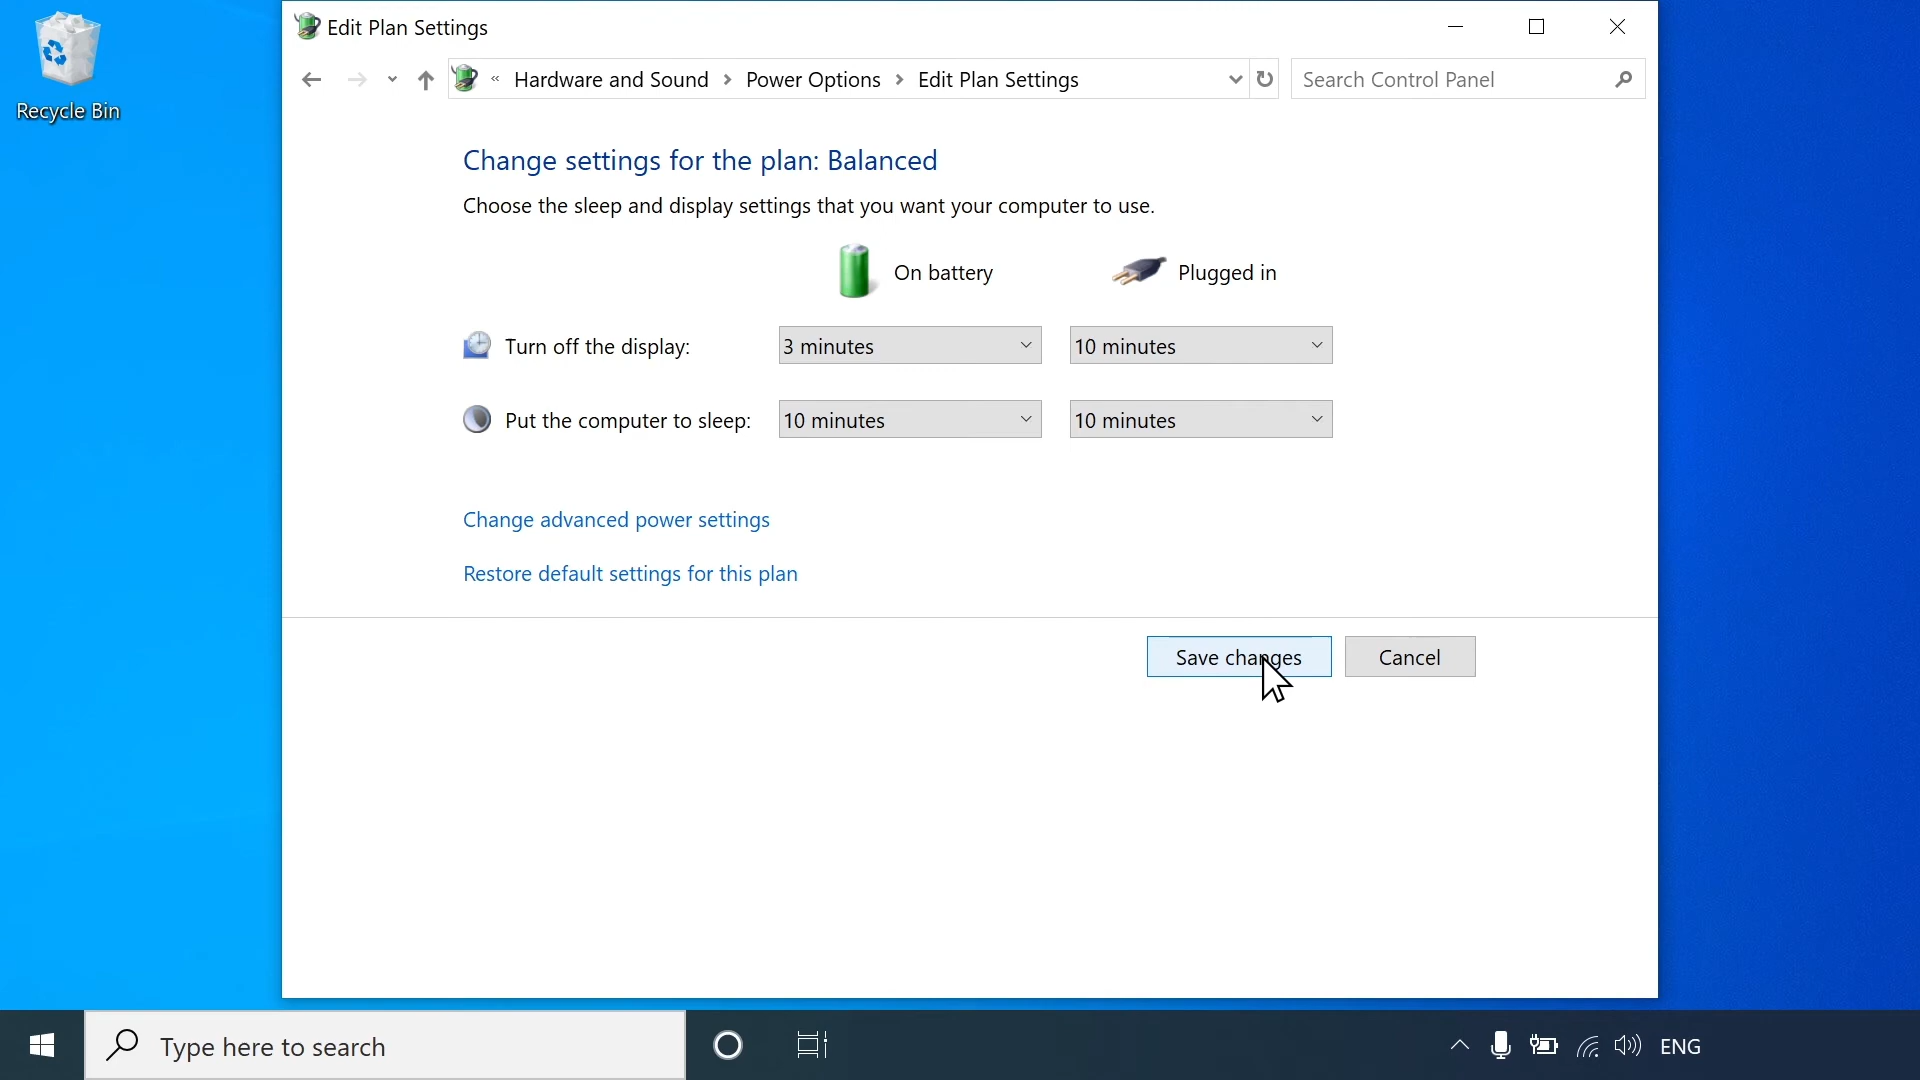 Recycle Bin
Edit Plan Settings
« Hardware and Sound > Power Options > Edit Plan Settings
Search Control Panel
Change settings for the plan: Balanced
Choose the sleep and display settings that you want your computer to use.
On battery Plugged in
Turn off the display: 3 minutes 10 minutes
Put the computer to sleep: 10 minutes 10 minutes
Change advanced power settings
Restore default settings for this plan
Save changes Cancel
Type here to search
ENG